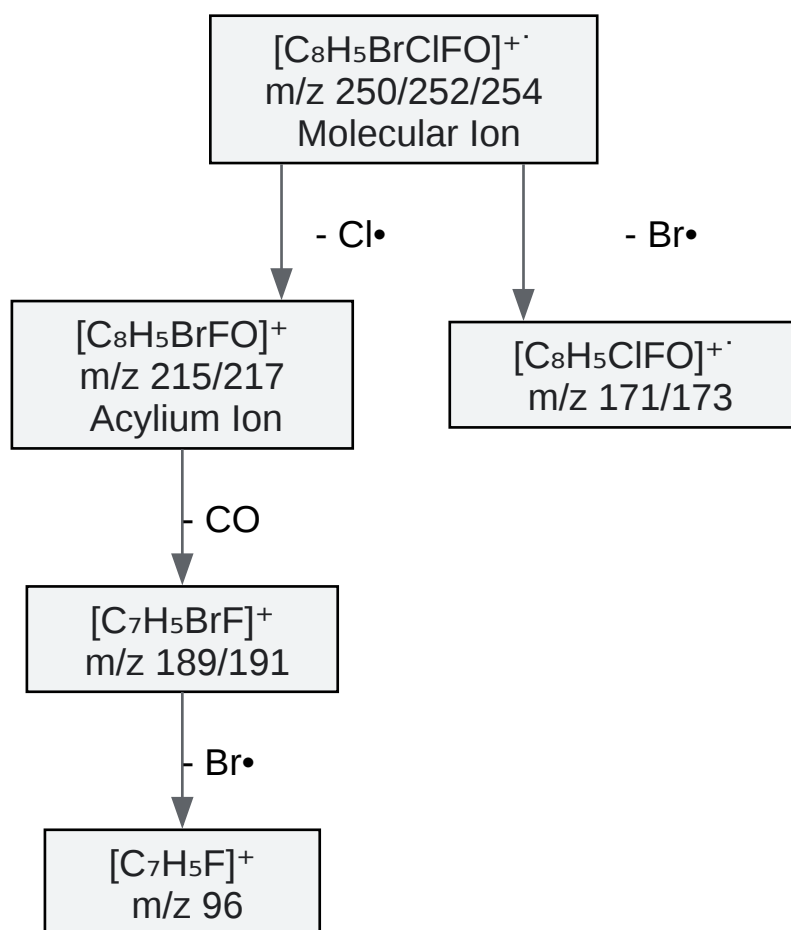 [C₈H₅BrClFO]⁺˙
m/z 250/252/254
Molecular Ion
- Cl•
- Br•
[C₈H₅BrFO]⁺
m/z 215/217
Acylium Ion
[C₈H₅ClFO]⁺˙
m/z 171/173
- CO
[C₇H₅BrF]⁺
m/z 189/191
- Br•
[C₇H₅F]⁺
m/z 96